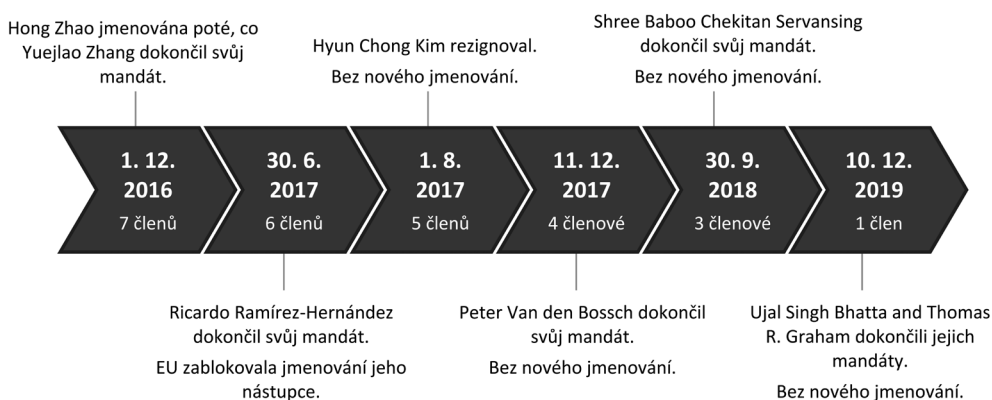 Hong Zhao jmenována poté, co
Yuejlao Zhang dokončil svůj
mandát.
Hyun Chong Kim rezignoval.
Bez nového jmenování.
Shree Baboo Chekitan Servansing
dokončil svůj mandát.
Bez nového jmenování.
1. 12.
2016
7 členů
30. 6.
2017
6 členů
1. 8.
2017
5 členů
11. 12.
2017
4 členové
30. 9.
2018
3 členové
10. 12.
2019
1 člen
Ricardo Ramírez-Hernández
dokončil svůj mandát.
EU zablokovala jmenování jeho
nástupce.
Peter Van den Bossch dokončil
svůj mandát.
Bez nového jmenování.
Ujal Singh Bhatta and Thomas
R. Graham dokončili jejich
mandáty.
Bez nového jmenování.